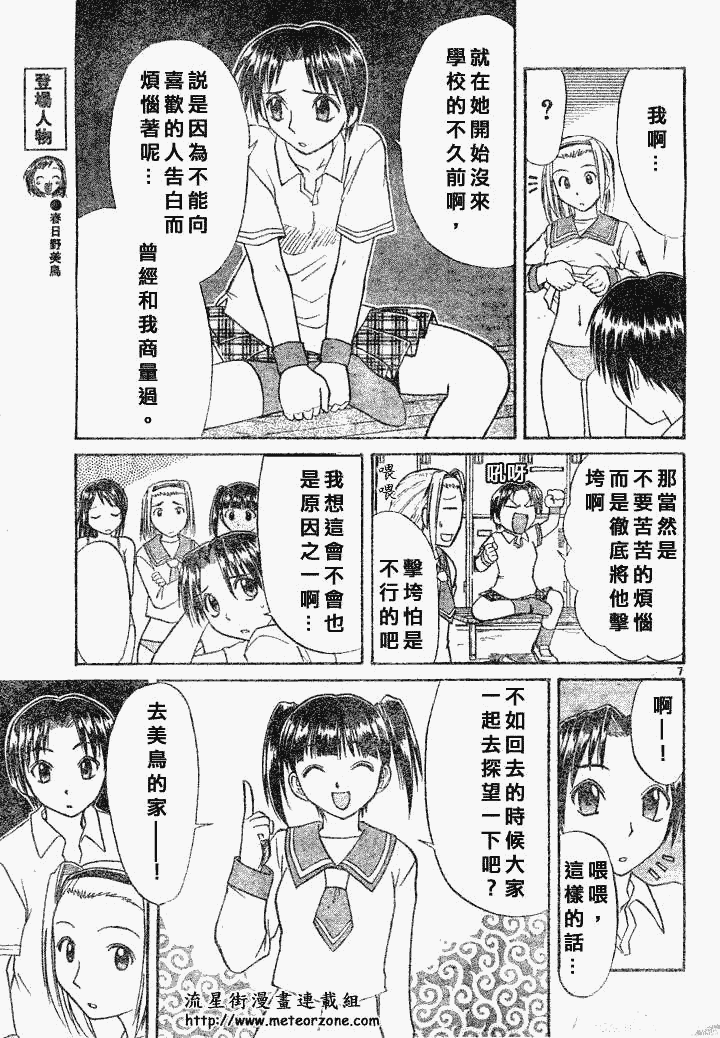 我啊…
？
就在她開始沒來
學校的不久前啊，
說是因為不能向
喜歡的人告白而
煩惱著呢…
曾經和我商量過。
登場人物
春日野美鳥
那當然是
不要苦苦的煩惱
而是徹底將他擊
垮啊
吼呀——
喂喂
擊垮怕是
不行的吧
我想這會不會也
是原因之一啊…
7
啊—！
喂喂，
這樣的話…
不如回去的時候大家
一起去探望一下吧？
去美鳥
的家——！
流星街漫畫連載組
http://www.meteorzone.com